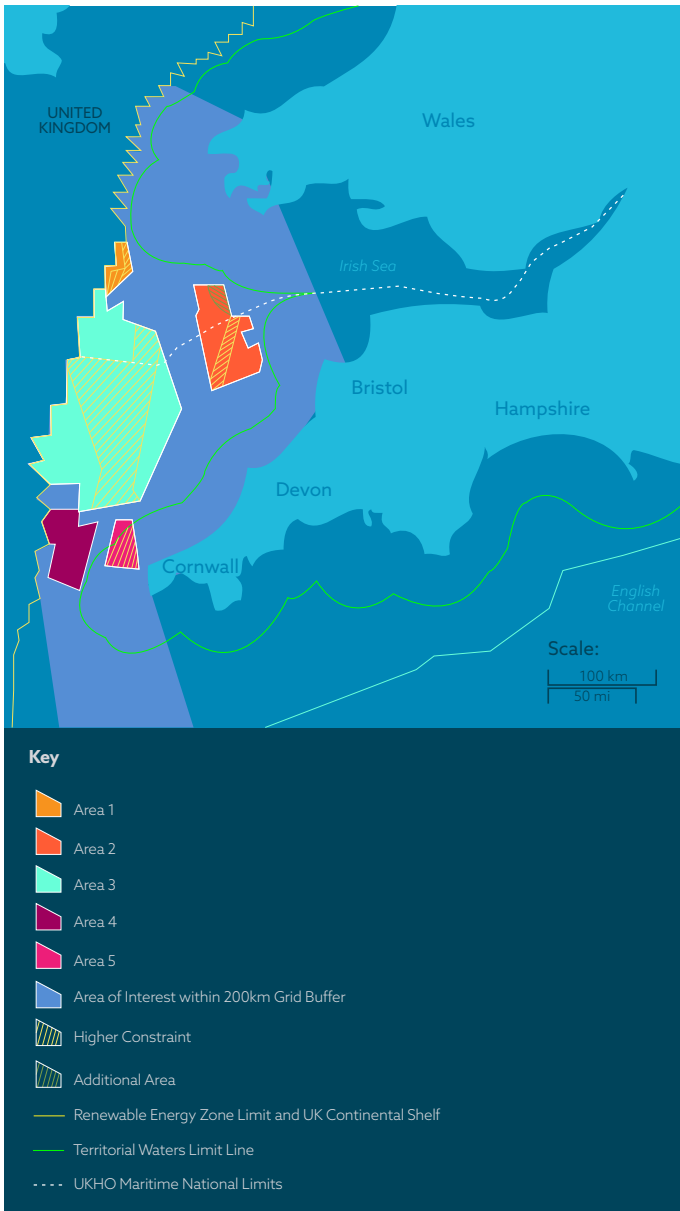 Wales
UNITED
KINGDOM
Irish Sea
Bristol
Hampshire
Devon
Cornwall
English
Channel
Scale:
100 km
50 mi
Key
Area 1
Area 2
Area 3
Area 4
Area 5
Area of Interest within 200km Grid Buffer
Higher Constraint
Additional Area
Renewable Energy Zone Limit and UK Continental Shelf
Territorial Waters Limit Line
UKHO Maritime National Limits